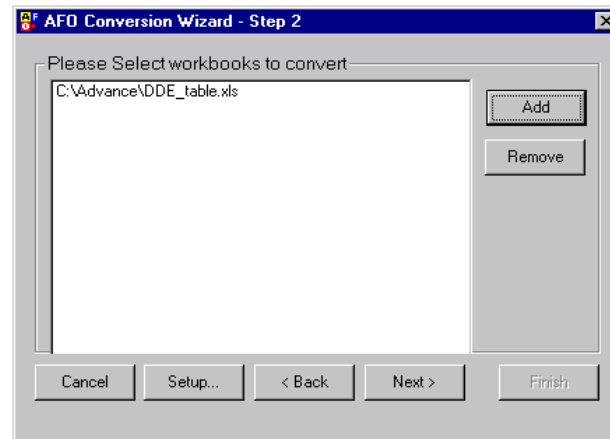 AFO Conversion Wizard - Step 2
Please Select workbooks to convert
C:\Advance\DDE_table.xls
Add
Remove
Cancel
Setup...
< Back
Next >
Finish